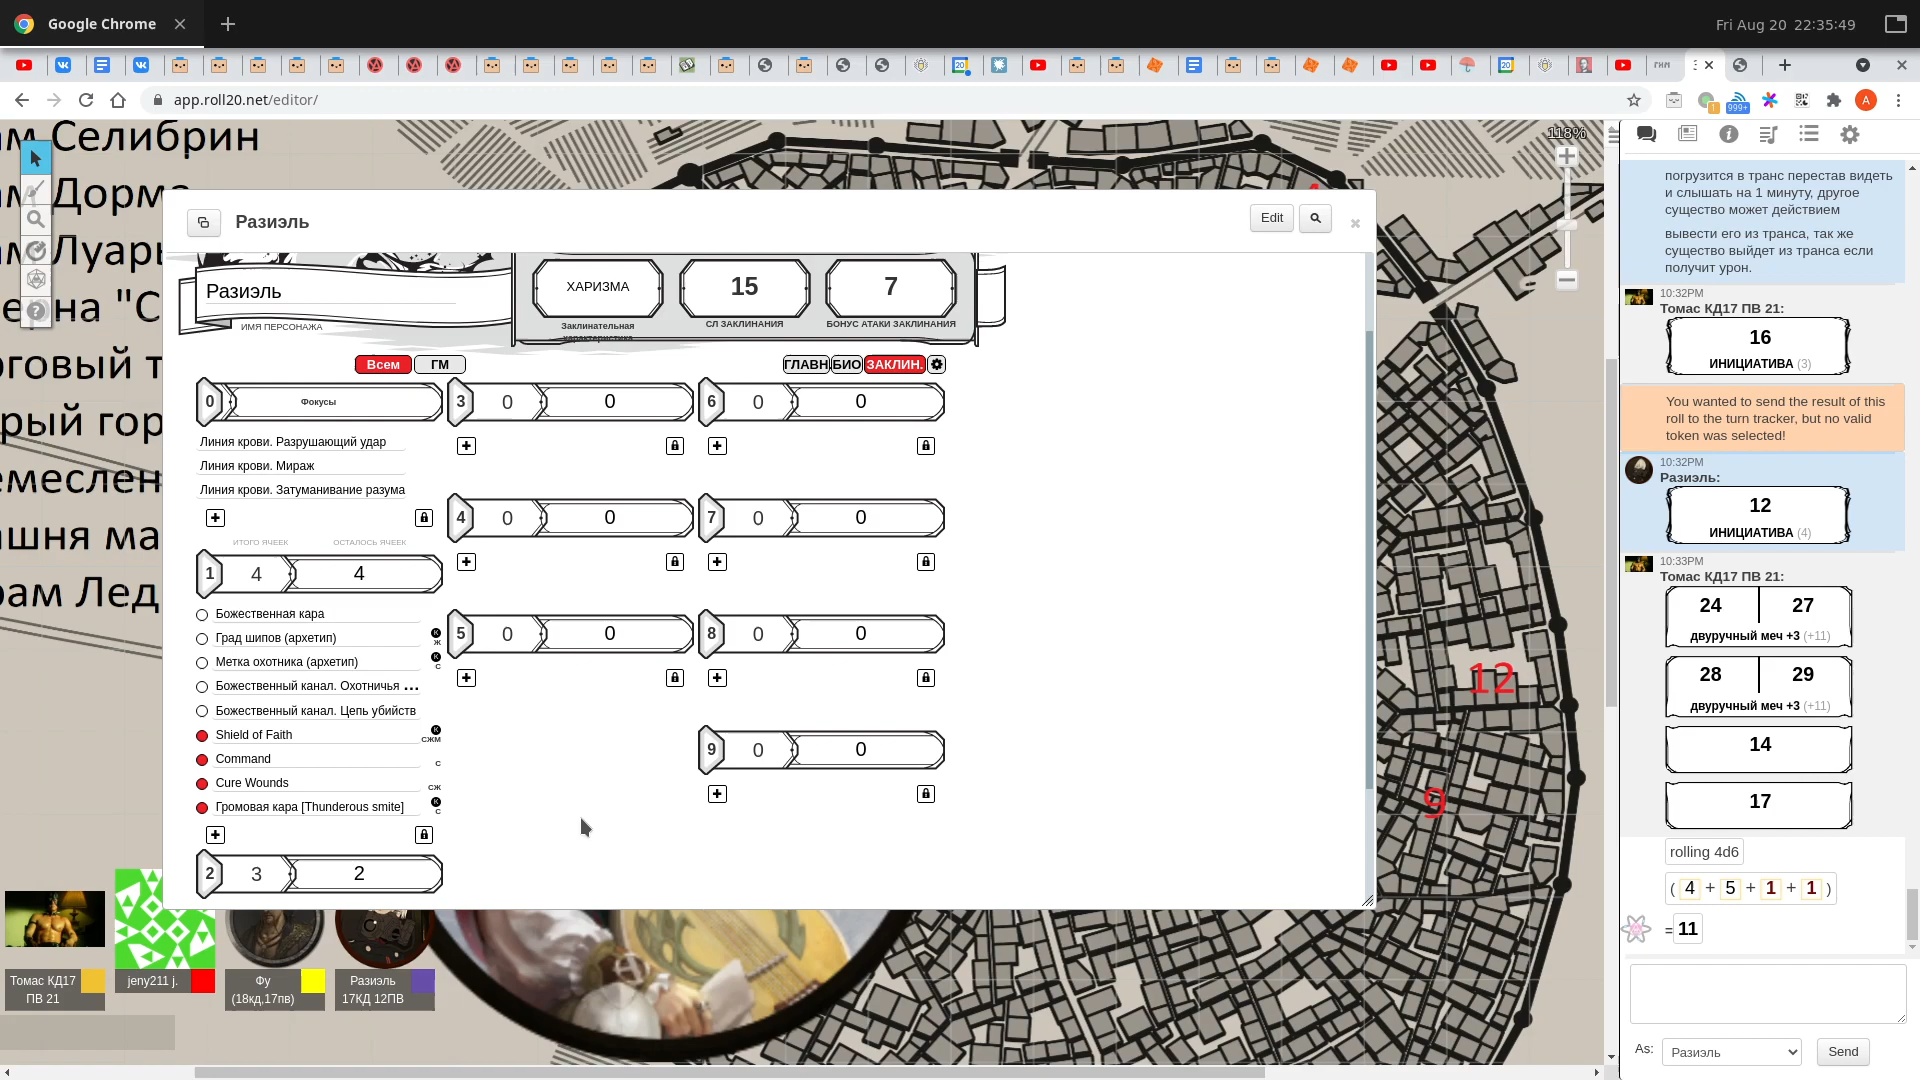 Google Chrome
Fri Aug 20 22:35:49
app.roll20.net/editor/
1
999+
A
ам Селибрин
ам Дорма
ам Луары
на "С
рговый т
рый гор
емеслен
ашня ма
рам Лед
118%
12
9
Разиэль
Edit
Разиэль
ИМЯ ПЕРСОНАЖА
ХАРИЗМА
15
7
Заклинательная характеристика
СЛ ЗАКЛИНАНИЯ
БОНУС АТАКИ ЗАКЛИНАНИЯ
Всем
ГМ
ГЛАВН.
БИО
ЗАКЛИН.
0
Фокусы
Линия крови. Разрушающий удар
Линия крови. Мираж
Линия крови. Затуманивание разума
ИТОГО ЯЧЕЕК
ОСТАЛОСЬ ЯЧЕЕК
1 4 4
Божественная кара
Град шипов (архетип) К Ж
Метка охотника (архетип) К С
Божественный канал. Охотничья ...
Божественный канал. Цепь убийств
Shield of Faith К СЖМ
Command С
Cure Wounds СЖ
Громовая кара [Thunderous smite] К С
2 3 2
3 0 0
4 0 0
5 0 0
6 0 0
7 0 0
8 0 0
9 0 0
Томас КД17 ПВ 21
jeny211 j.
Фу (18кд,17пв)
Разиэль 17КД 12ПВ
погрузится в транс перестав видеть
и слышать на 1 минуту, другое
существо может действием
вывести его из транса, так же
существо выйдет из транса если
получит урон.
10:32PM
Томас КД17 ПВ 21:
16
ИНИЦИАТИВА (3)
You wanted to send the result of this
roll to the turn tracker, but no valid
token was selected!
10:32PM
Разиэль:
12
ИНИЦИАТИВА (4)
10:33PM
Томас КД17 ПВ 21:
24 27
двуручный меч +3 (+11)
28 29
двуручный меч +3 (+11)
14
17
rolling 4d6
( 4 + 5 + 1 + 1 )
= 11
As:
Разиэль
Send